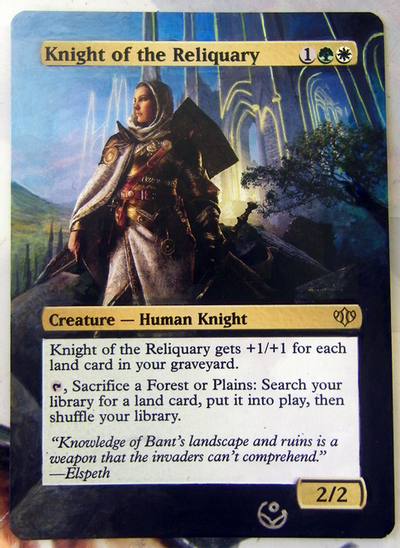 Knight of the Reliquary 1
Creature — Human Knight
Knight of the Reliquary gets +1/+1 for each
land card in your graveyard.
, Sacrifice a Forest or Plains: Search your
library for a land card, put it into play, then
shuffle your library.
“Knowledge of Bant’s landscape and ruins is a
weapon that the invaders can’t comprehend.”
—Elspeth
2/2